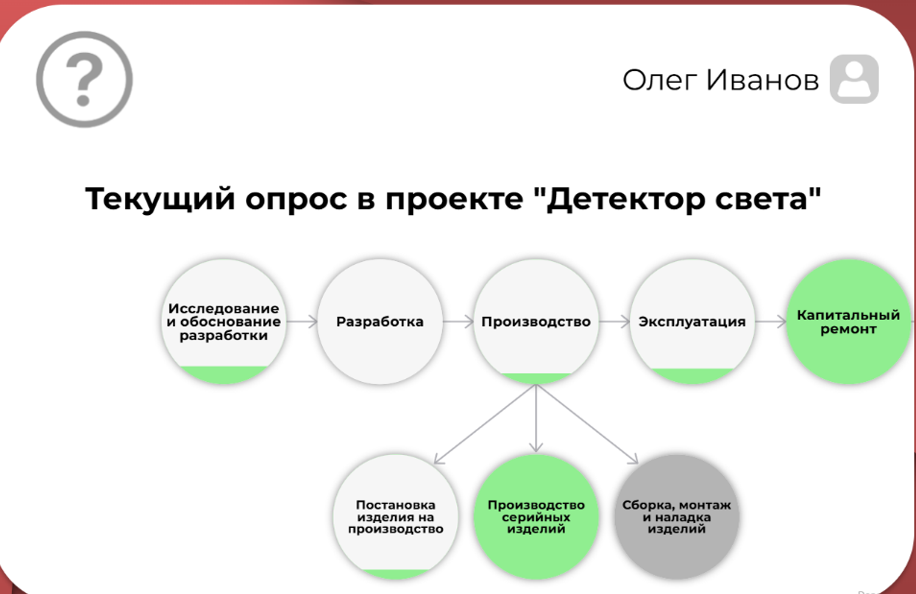 ?
Олег Иванов
Текущий опрос в проекте "Детектор света"
Исследование
и обоснование
разработки
Разработка
Производство
Эксплуатация
Капитальный
ремонт
Постановка
изделия на
производство
Производство
серийных
изделий
Сборка, монтаж
и наладка
изделий